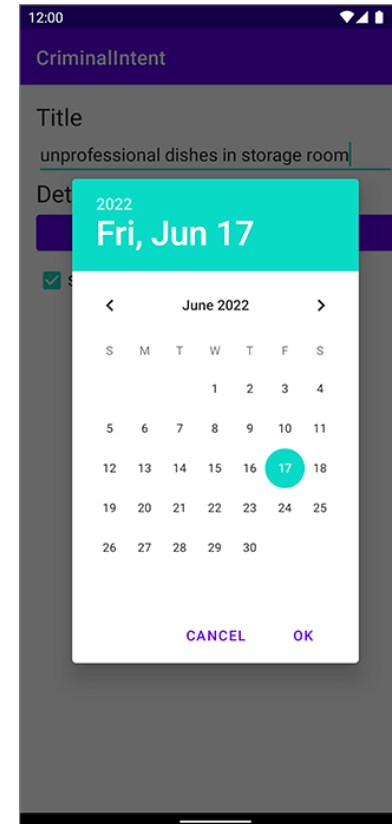 12:00
CriminalIntent
Title
unprofessional dishes in storage room
Det
2022
Fri, Jun 17
June 2022
S M T W T F S
1 2 3 4
5 6 7 8 9 10 11
12 13 14 15 16 17 18
19 20 21 22 23 24 25
26 27 28 29 30
CANCEL OK